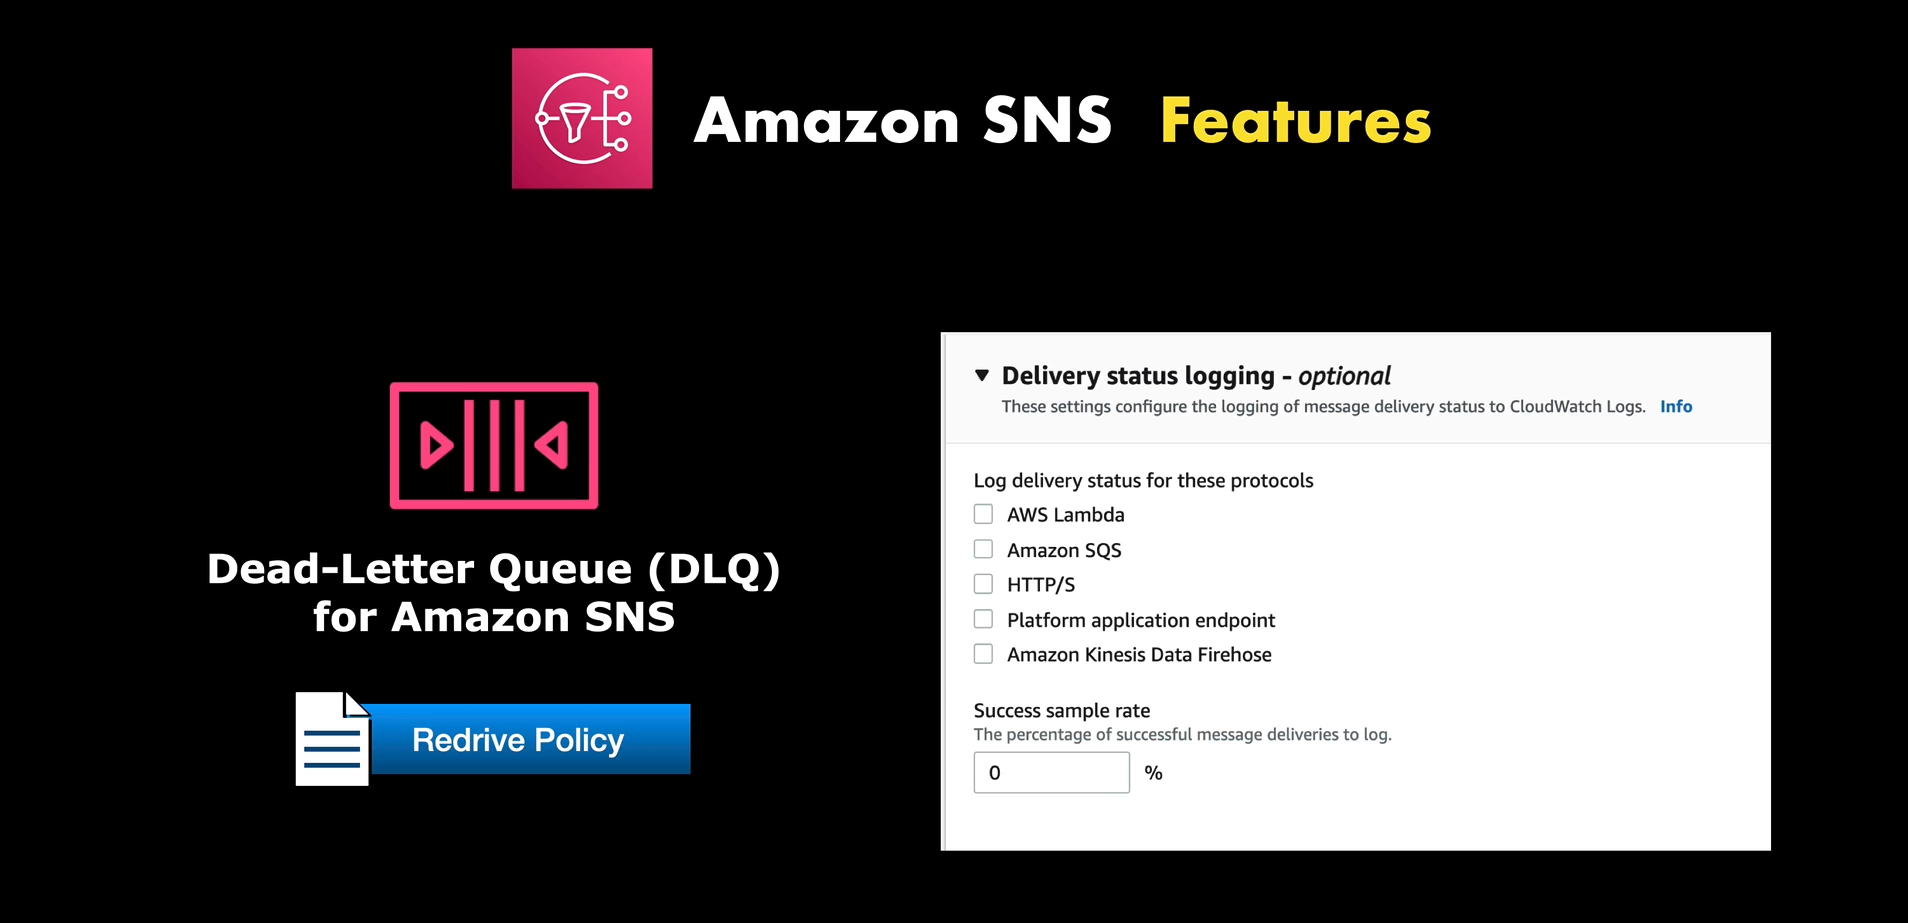 Amazon SNS Features
Dead-Letter Queue (DLQ)
for Amazon SNS
Redrive Policy
Delivery status logging - optional
These settings configure the logging of message delivery status to CloudWatch Logs. Info
Log delivery status for these protocols
AWS Lambda
Amazon SQS
HTTP/S
Platform application endpoint
Amazon Kinesis Data Firehose
Success sample rate
The percentage of successful message deliveries to log.
0 %